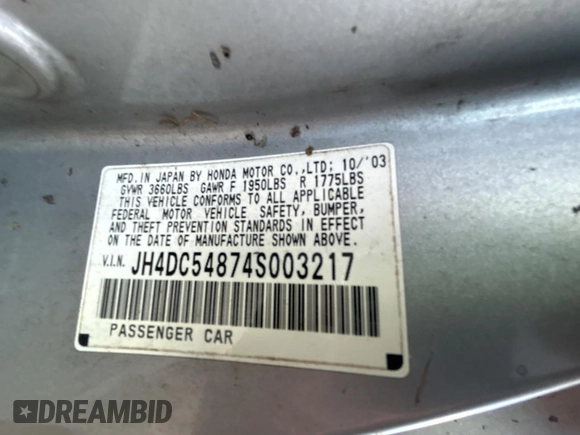 MFD. IN JAPAN BY HONDA MOTOR CO.,LTD; 10/'03
GVWR 3660LBS GAWR F 1950LBS R 1775LBS
THIS VEHICLE CONFORMS TO ALL APPLICABLE
FEDERAL MOTOR VEHICLE SAFETY, BUMPER,
AND THEFT PREVENTION STANDARDS IN EFFECT
ON THE DATE OF MANUFACTURE SHOWN ABOVE.
V.I.N. JH4DC54874S003217
PASSENGER CAR
DREAMBID